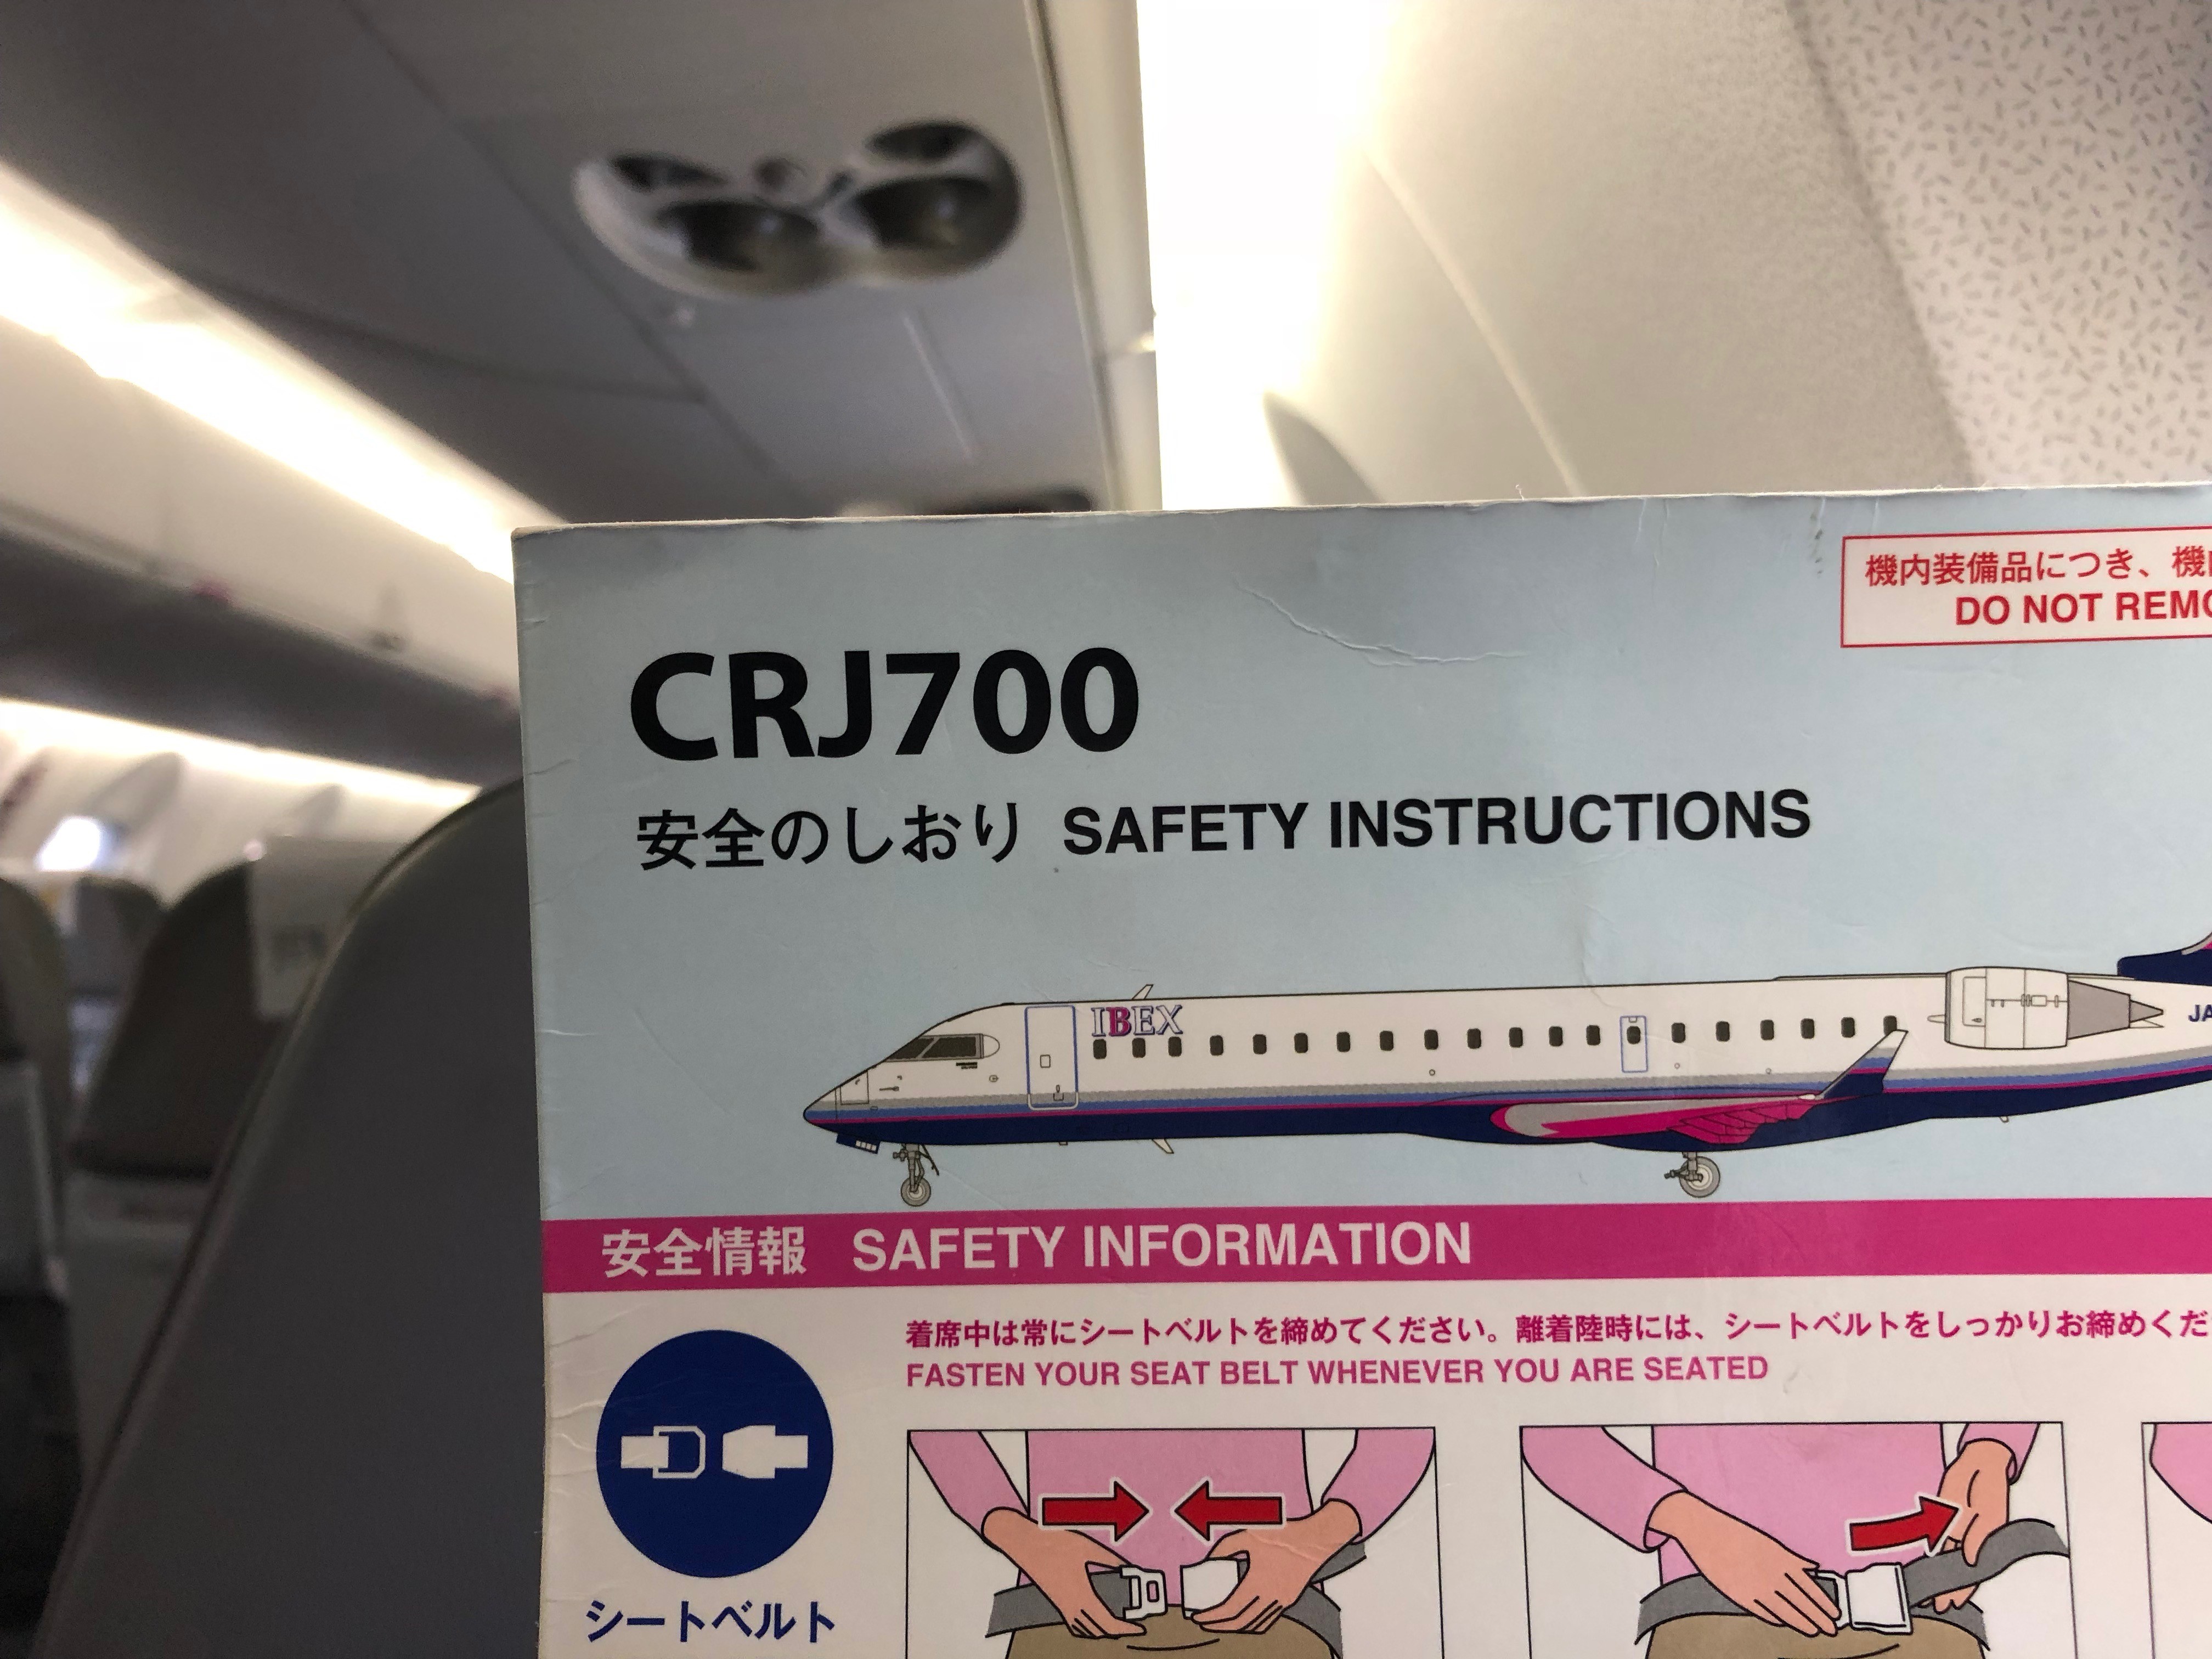 機内装備品につき、
DO NOT
CRJ700
安全のしおり SAFETY INSTRUCTIONS
IBEX
JA
安全情報 SAFETY INFORMATION
着席中は常にシートベルトを締めてください。離着陸時には、シートベルトをしっかりお締めくだ
FASTEN YOUR SEAT BELT WHENEVER YOU ARE SEATED
シートベルト